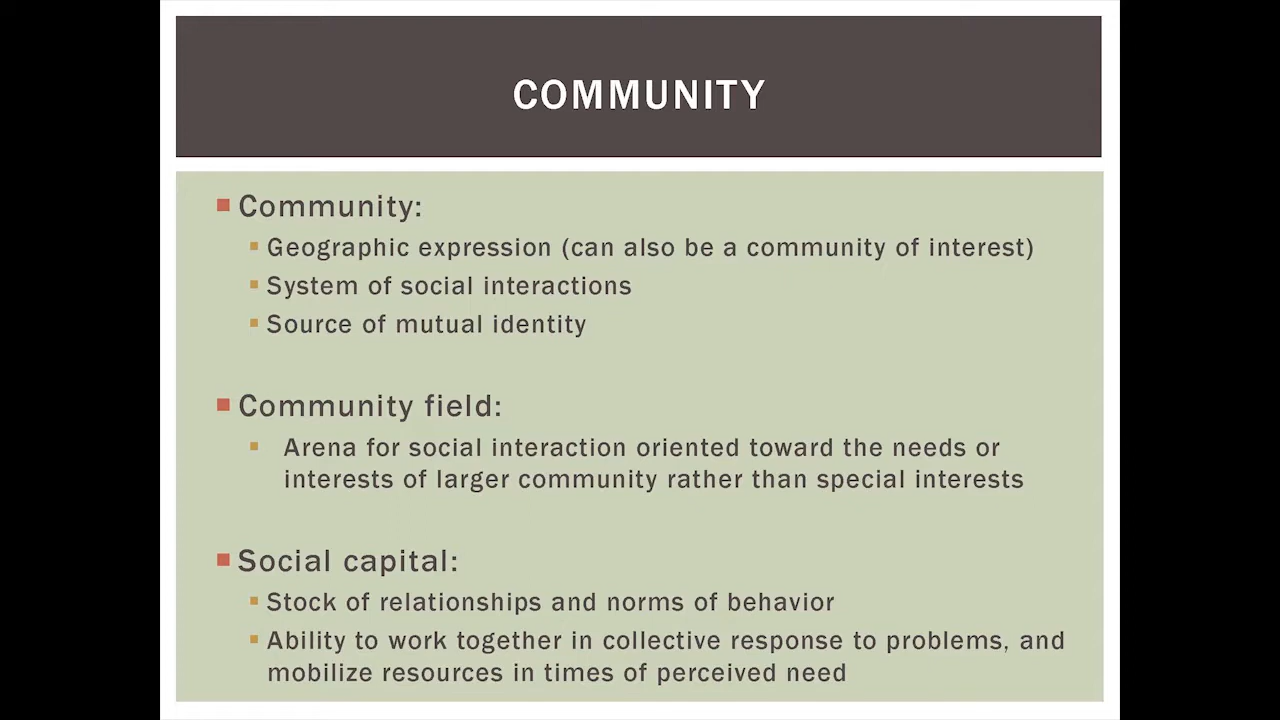 COMMUNITY
Community:
Geographic expression (can also be a community of interest)
System of social interactions
Source of mutual identity
Community field:
Arena for social interaction oriented toward the needs or
interests of larger community rather than special interests
Social capital:
Stock of relationships and norms of behavior
Ability to work together in collective response to problems, and
mobilize resources in times of perceived need